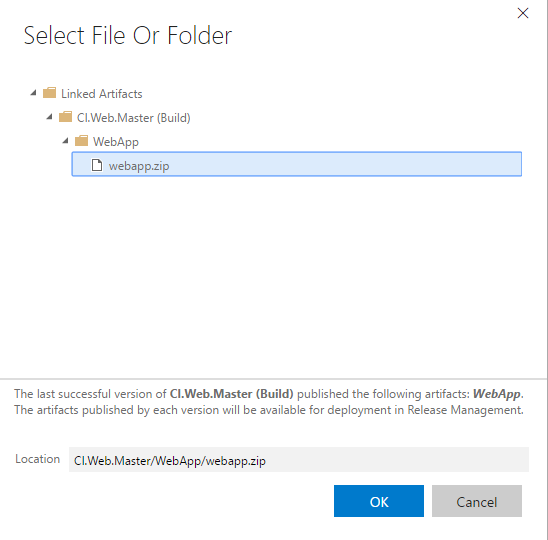 Select File Or Folder
Linked Artifacts
CI.Web.Master (Build)
WebApp
webapp.zip
The last successful version of CI.Web.Master (Build) published the following artifacts: WebApp.
The artifacts published by each version will be available for deployment in Release Management.
Location CI.Web.Master/WebApp/webapp.zip
OK Cancel